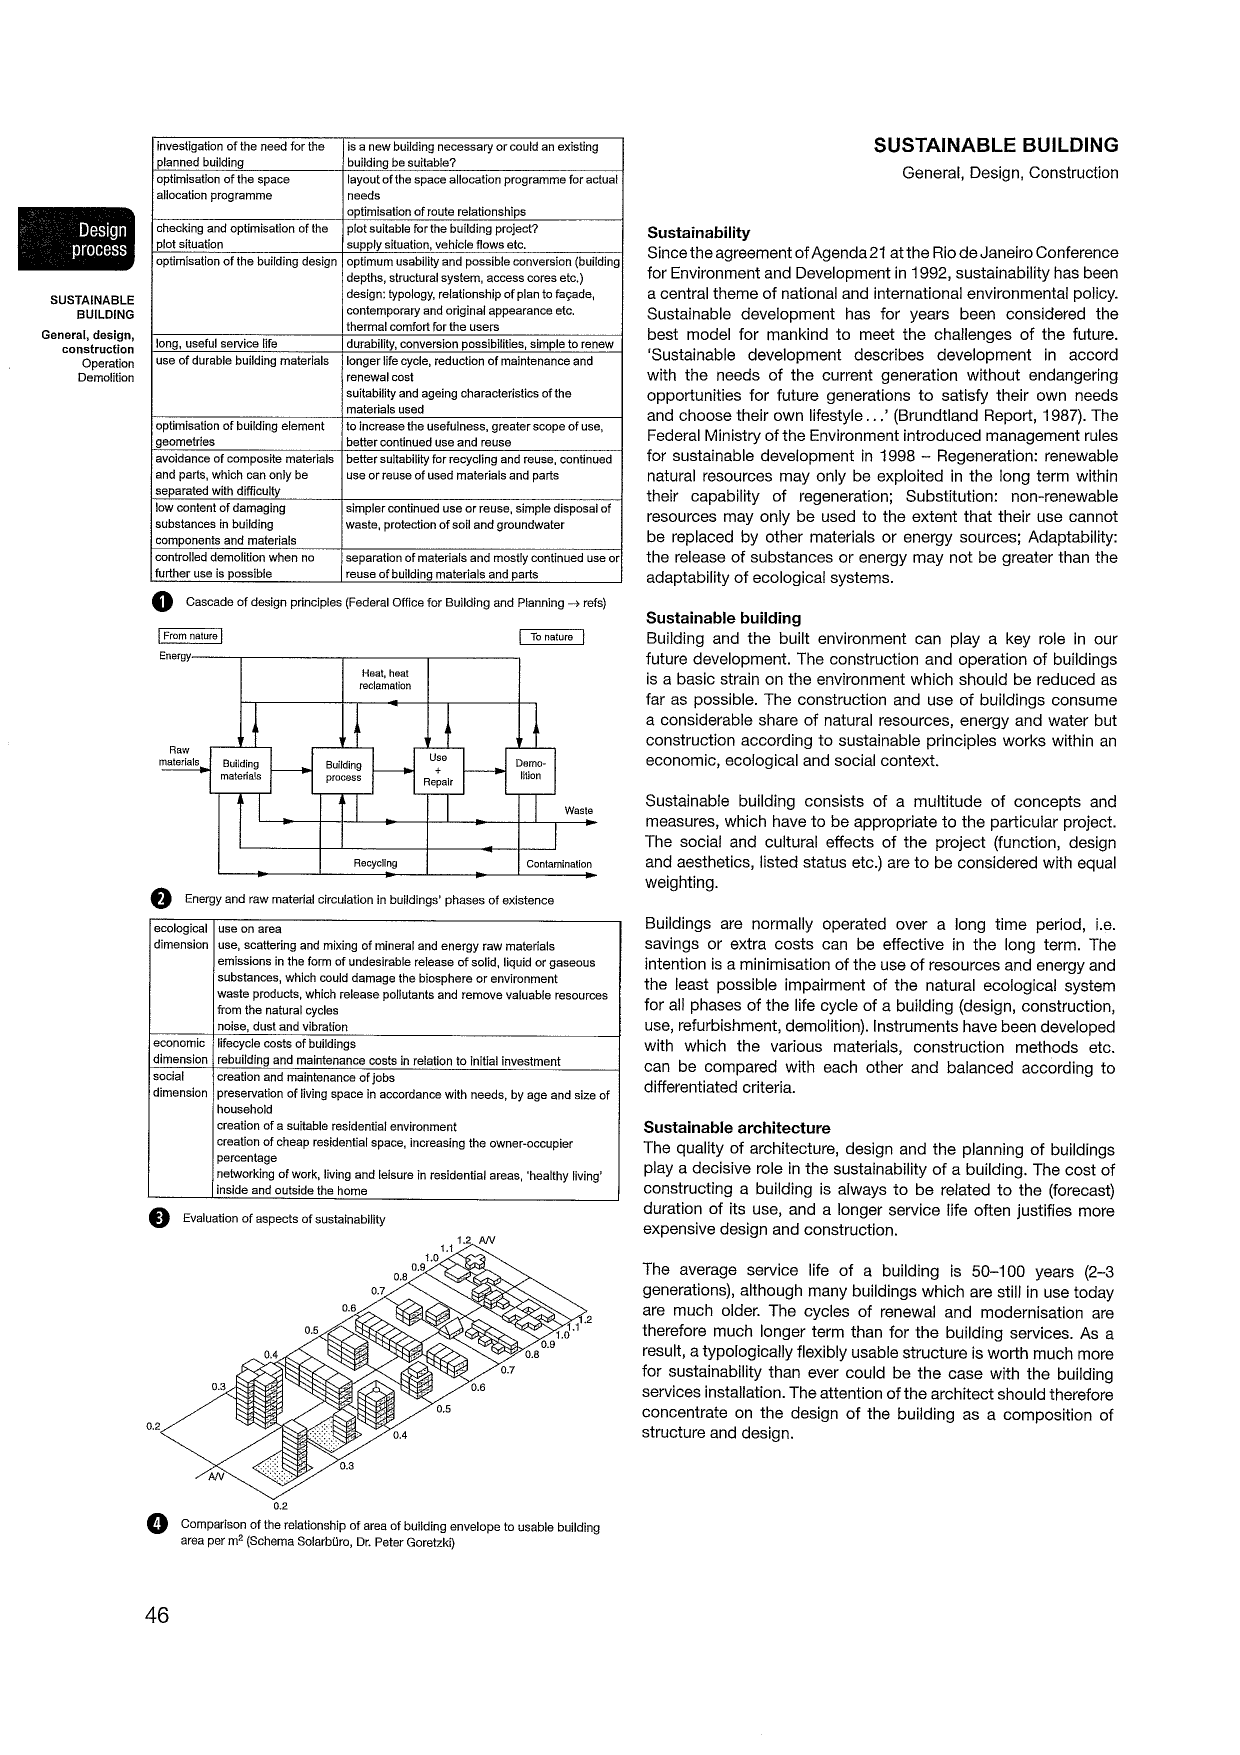 SUSTAINABLE BUILDING
General, Design, Construction
Design
process
SUSTAINABLE
BUILDING
General, design,
construction
Operation
Demolition
investigation of the need for the
planned building
is a new building necessary or could an existing
building be suitable?
optimisation of the space
allocation programme
layout of the space allocation programme for actual
needs
optimisation of route relationships
checking and optimisation of the
plot situation
plot suitable for the building project?
supply situation, vehicle flows etc.
optimisation of the building design
optimum usability and possible conversion (building
depths, structural system, access cores etc.)
design: typology, relationship of plan to façade,
contemporary and original appearance etc.
thermal comfort for the users
long, useful service life
durability, conversion possibilities, simple to renew
use of durable building materials
longer life cycle, reduction of maintenance and
renewal cost
suitability and ageing characteristics of the
materials used
optimisation of building element
geometries
to increase the usefulness, greater scope of use,
better continued use and reuse
avoidance of composite materials
and parts, which can only be
separated with difficulty
better suitability for recycling and reuse, continued
use or reuse of used materials and parts
low content of damaging
substances in building
components and materials
simpler continued use or reuse, simple disposal of
waste, protection of soil and groundwater
controlled demolition when no
further use is possible
separation of materials and mostly continued use or
reuse of building materials and parts
1 Cascade of design principles (Federal Office for Building and Planning → refs)
From nature
To nature
Energy
Heat, heat
reclamation
Raw
materials
Building
materials
Building
process
Use
+
Repair
Demo-
lition
Waste
Recycling
Contamination
2 Energy and raw material circulation in buildings' phases of existence
ecological
dimension
use on area
use, scattering and mixing of mineral and energy raw materials
emissions in the form of undesirable release of solid, liquid or gaseous
substances, which could damage the biosphere or environment
waste products, which release pollutants and remove valuable resources
from the natural cycles
noise, dust and vibration
economic
dimension
lifecycle costs of buildings
rebuilding and maintenance costs in relation to initial investment
social
dimension
creation and maintenance of jobs
preservation of living space in accordance with needs, by age and size of
household
creation of a suitable residential environment
creation of cheap residential space, increasing the owner-occupier
percentage
networking of work, living and leisure in residential areas, 'healthy living'
inside and outside the home
3 Evaluation of aspects of sustainability
1.2 A/V
1.1
1.0
0.9
0.8
0.7
0.6
0.5
0.4
0.3
0.2
A/V
1.2
1.1
1.0
0.9
0.8
0.7
0.6
0.5
0.4
0.3
0.2
4 Comparison of the relationship of area of building envelope to usable building
area per m² (Schema Solarbüro, Dr. Peter Goretzki)
Sustainability
Since the agreement of Agenda 21 at the Rio de Janeiro Conference
for Environment and Development in 1992, sustainability has been
a central theme of national and international environmental policy.
Sustainable development has for years been considered the
best model for mankind to meet the challenges of the future.
'Sustainable development describes development in accord
with the needs of the current generation without endangering
opportunities for future generations to satisfy their own needs
and choose their own lifestyle . . .' (Brundtland Report, 1987). The
Federal Ministry of the Environment introduced management rules
for sustainable development in 1998 – Regeneration: renewable
natural resources may only be exploited in the long term within
their capability of regeneration; Substitution: non-renewable
resources may only be used to the extent that their use cannot
be replaced by other materials or energy sources; Adaptability:
the release of substances or energy may not be greater than the
adaptability of ecological systems.
Sustainable building
Building and the built environment can play a key role in our
future development. The construction and operation of buildings
is a basic strain on the environment which should be reduced as
far as possible. The construction and use of buildings consume
a considerable share of natural resources, energy and water but
construction according to sustainable principles works within an
economic, ecological and social context.
Sustainable building consists of a multitude of concepts and
measures, which have to be appropriate to the particular project.
The social and cultural effects of the project (function, design
and aesthetics, listed status etc.) are to be considered with equal
weighting.
Buildings are normally operated over a long time period, i.e.
savings or extra costs can be effective in the long term. The
intention is a minimisation of the use of resources and energy and
the least possible impairment of the natural ecological system
for all phases of the life cycle of a building (design, construction,
use, refurbishment, demolition). Instruments have been developed
with which the various materials, construction methods etc.
can be compared with each other and balanced according to
differentiated criteria.
Sustainable architecture
The quality of architecture, design and the planning of buildings
play a decisive role in the sustainability of a building. The cost of
constructing a building is always to be related to the (forecast)
duration of its use, and a longer service life often justifies more
expensive design and construction.
The average service life of a building is 50–100 years (2–3
generations), although many buildings which are still in use today
are much older. The cycles of renewal and modernisation are
therefore much longer term than for the building services. As a
result, a typologically flexibly usable structure is worth much more
for sustainability than ever could be the case with the building
services installation. The attention of the architect should therefore
concentrate on the design of the building as a composition of
structure and design.
46